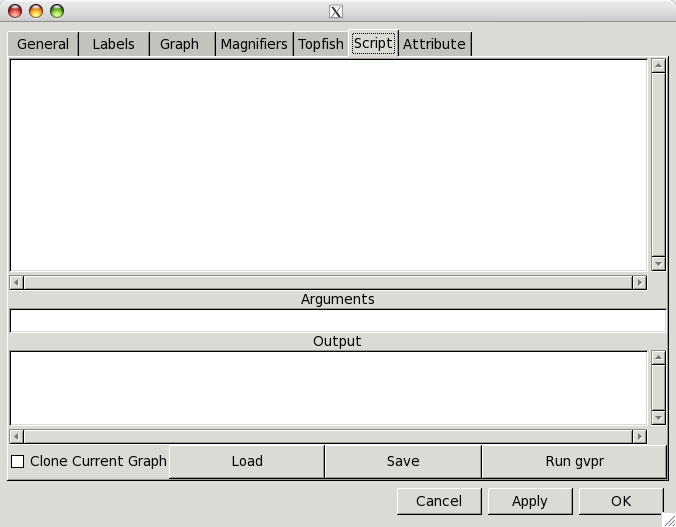 X
General Labels Graph Magnifiers Topfish Script Attribute
Arguments
Output
Clone Current Graph Load Save Run gvpr
Cancel Apply OK